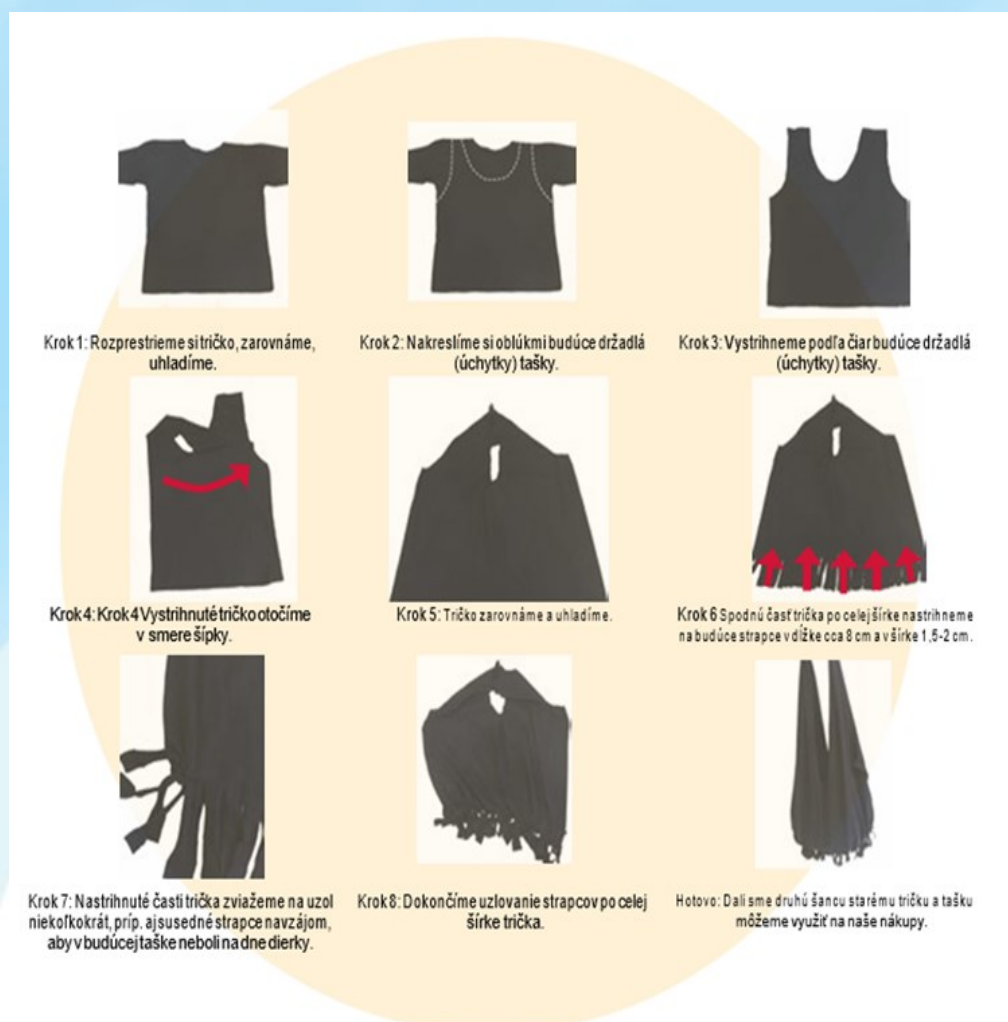 Krok 1: Rozprestrieme si tričko, zarovnáme,
uhladíme.
Krok 2: Nakreslíme si oblúkmi budúce držadlá
(úchytky) tašky.
Krok 3: Vystrihneme podľa čiar budúce držadlá
(úchytky) tašky.
Krok 4: Krok 4 Vystrihnuté tričko otočíme
v smere šípky.
Krok 5: Tričko zarovnáme a uhladíme.
Krok 6 Spodnú časť trička po celej šírke nastrihneme
na budúce strapce v dĺžke cca 8 cm a v šírke 1,5-2 cm.
Krok 7: Nastrihnuté časti trička zviažeme na uzol
niekoľkokrát, príp. aj susedné strapce navzájom,
aby v budúcej taške neboli na dne dierky.
Krok 8: Dokončíme uzlovanie strapcov po celej
šírke trička.
Hotovo: Dali sme druhú šancu starému tričku a tašku
môžeme využiť na naše nákupy.